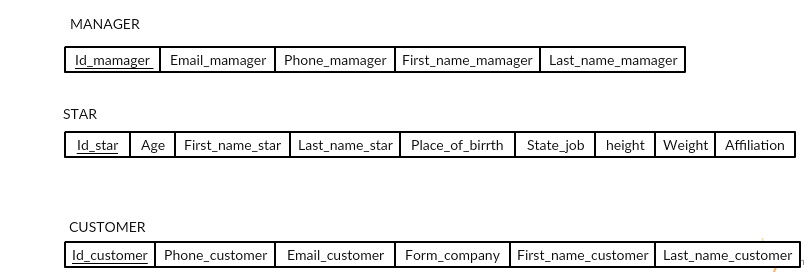 MANAGER
Id_mamager Email_mamager Phone_mamager First_name_mamager Last_name_mamager
STAR
Id_star Age First_name_star Last_name_star Place_of_birrth State_job height Weight Affiliation
CUSTOMER
Id_customer Phone_customer Email_customer Form_company First_name_customer Last_name_customer